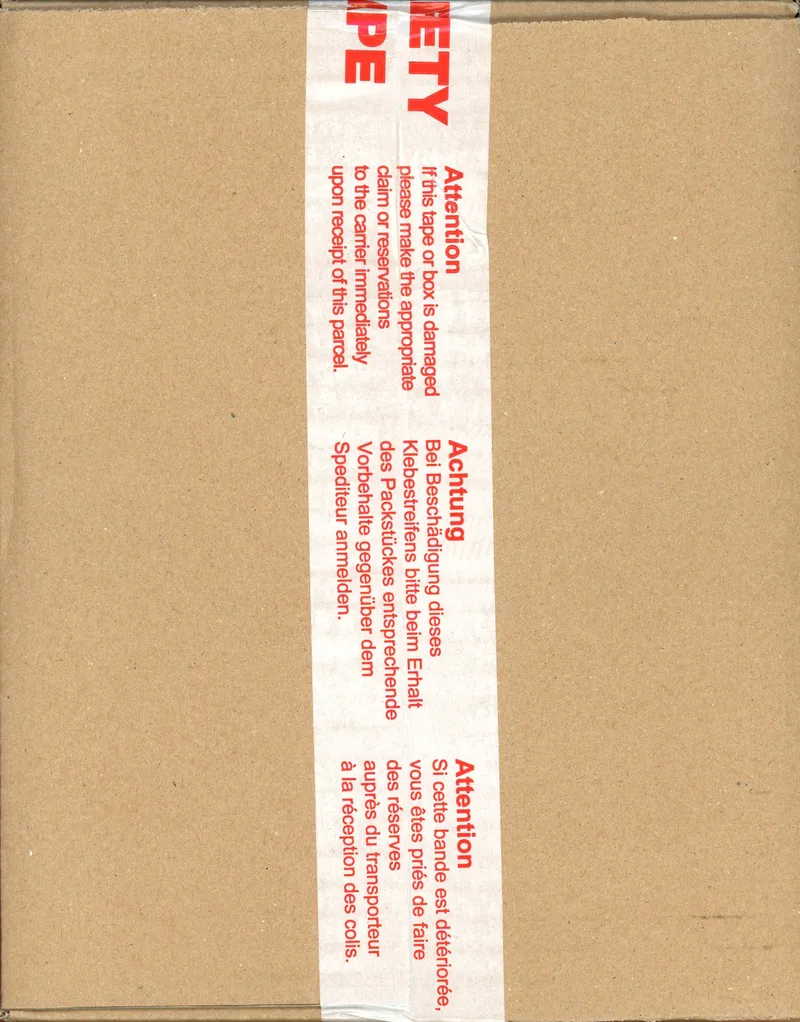 ETY
PE
Attention
If this tape or box is damaged
please make the appropriate
claim or reservations
to the carrier immediately
upon receipt of this parcel.
Achtung
Bei Beschädigung dieses
Klebestreifens bitte beim Erhalt
des Packstückes entsprechende
Vorbehalte gegenüber dem
Spediteur anmelden.
Attention
Si cette bande est détériorée,
vous êtes priés de faire
des réserves
auprès du transporteur
à la réception des colis.